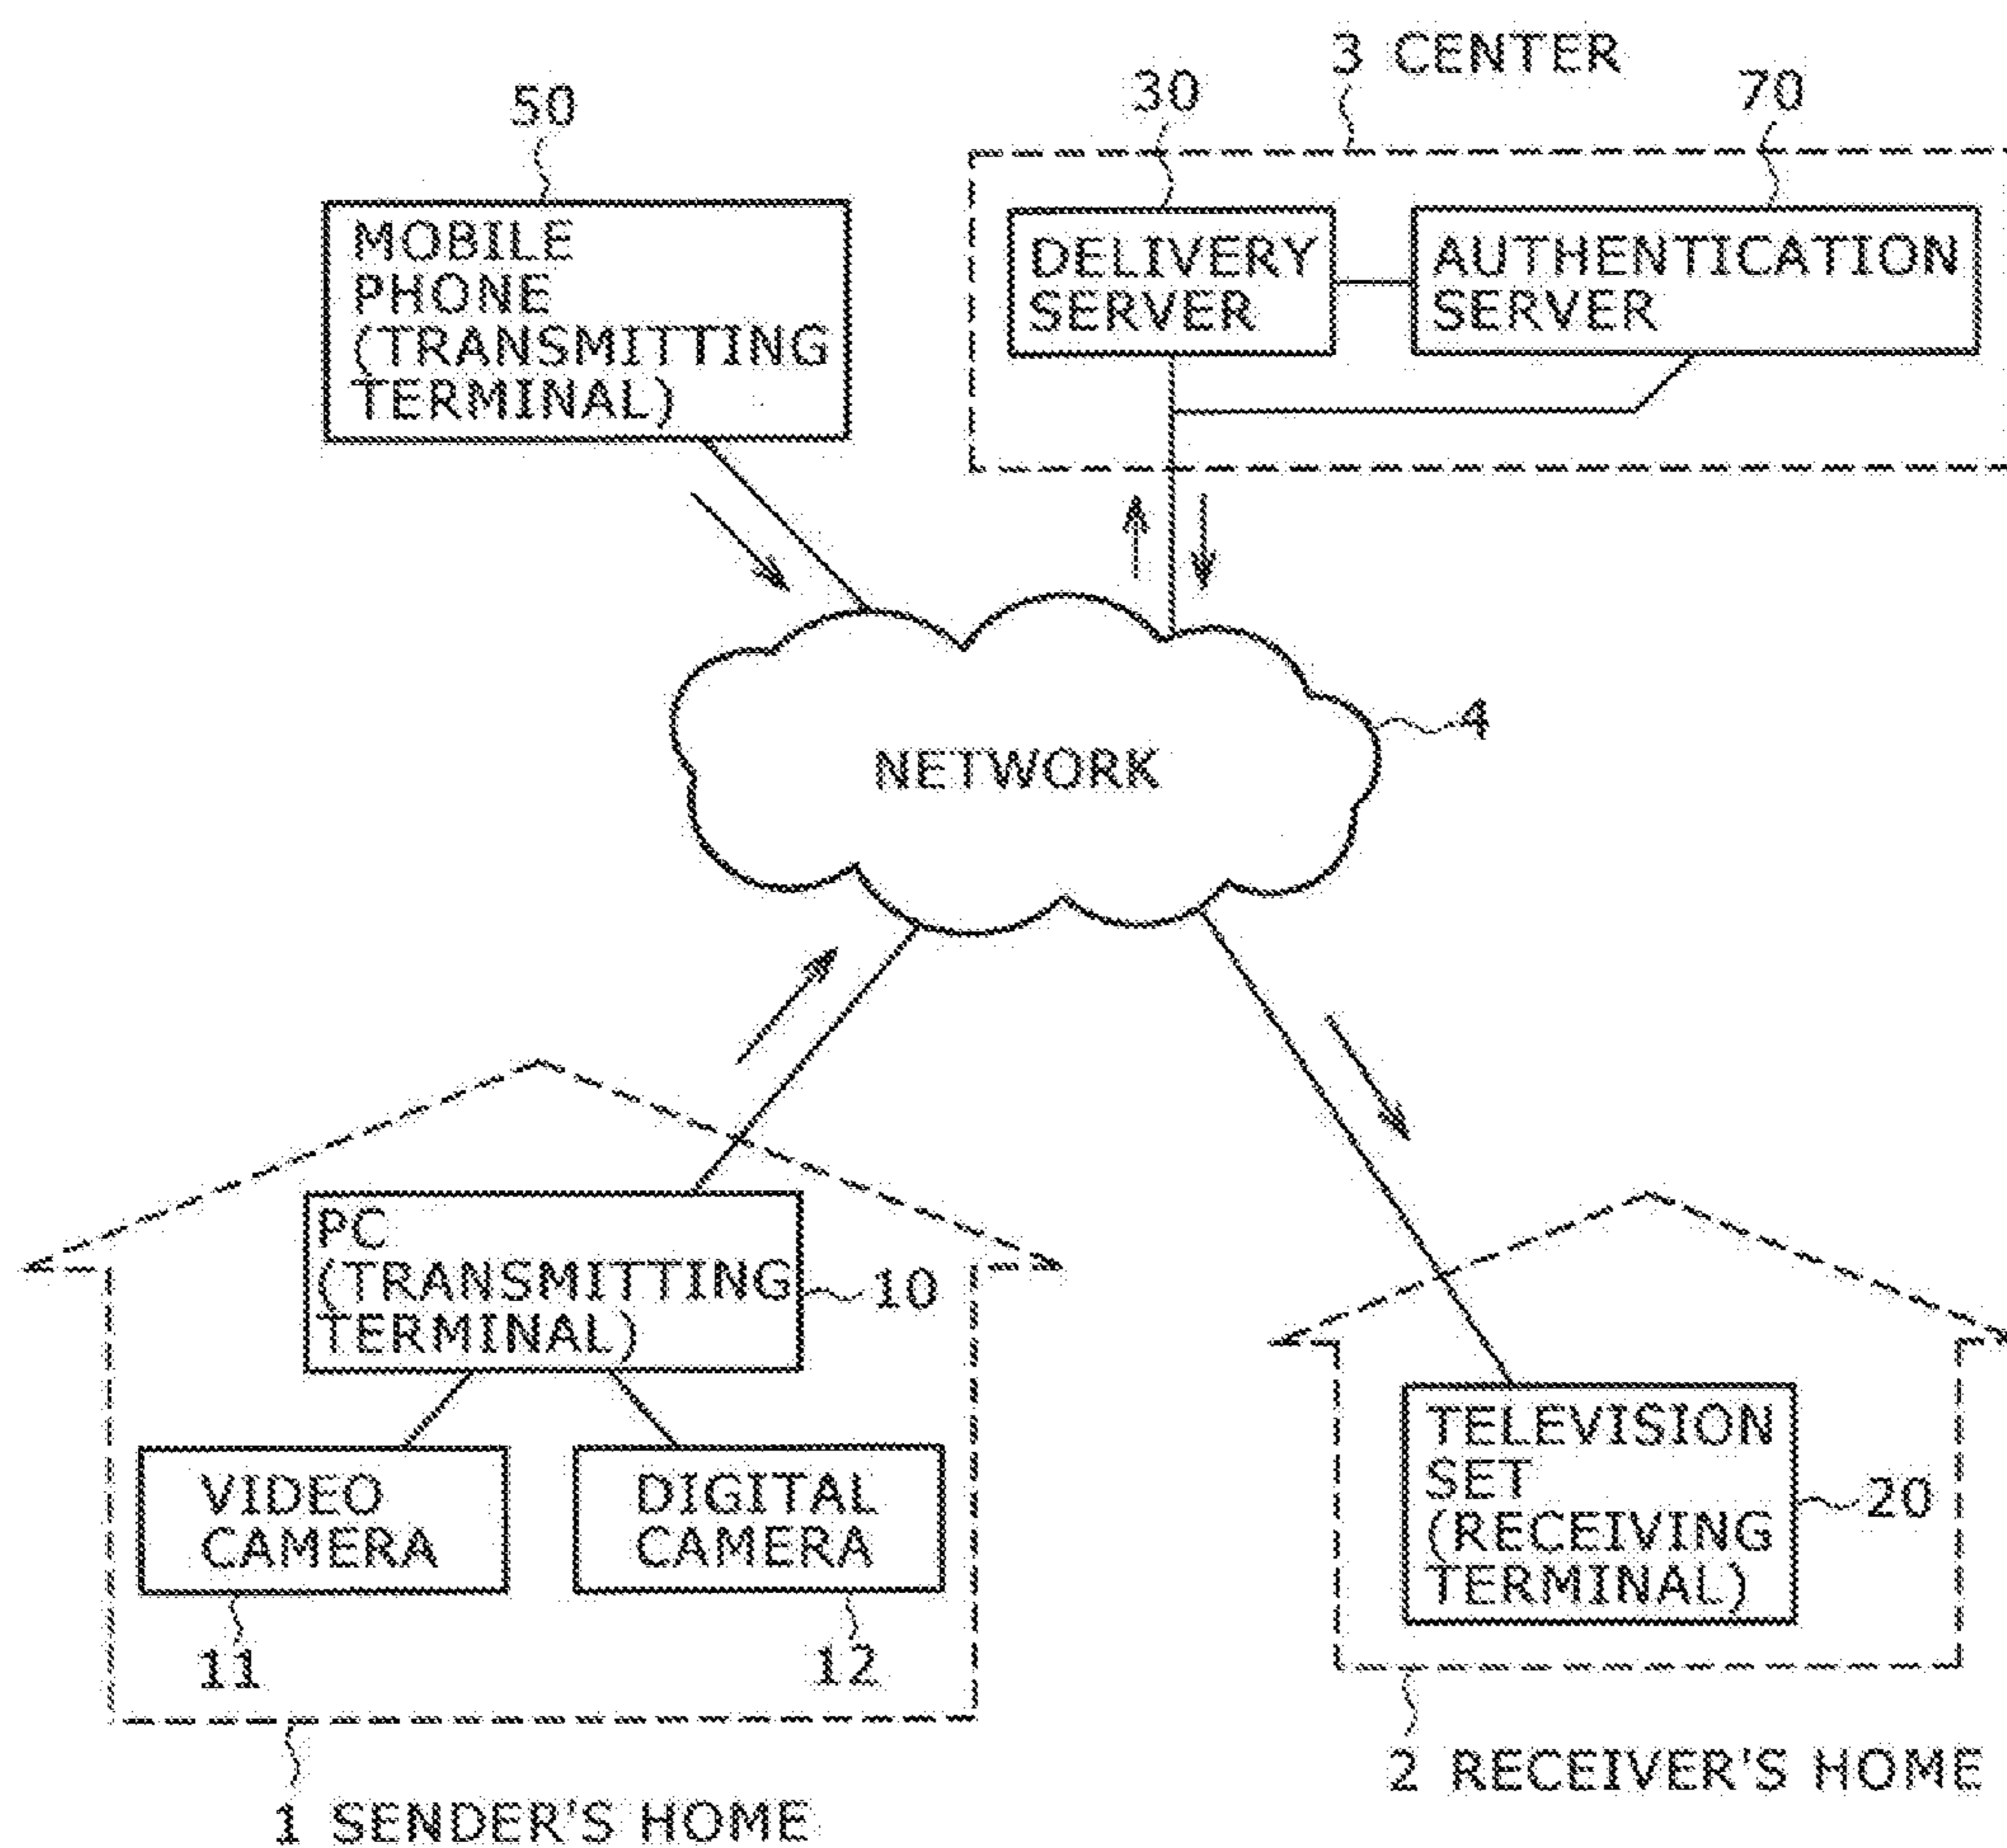 3 CENTER
50
30
70
MOBILE
PHONE
(TRANSMITTING
TERMINAL)
DELIVERY
SERVER
AUTHENTICATION
SERVER
NETWORK
4
PC
(TRANSMITTING
TERMINAL)
10
VIDEO
CAMERA
DIGITAL
CAMERA
11
12
TELEVISION
SET
(RECEIVING
TERMINAL)
20
2 RECEIVER'S HOME
1 SENDER'S HOME